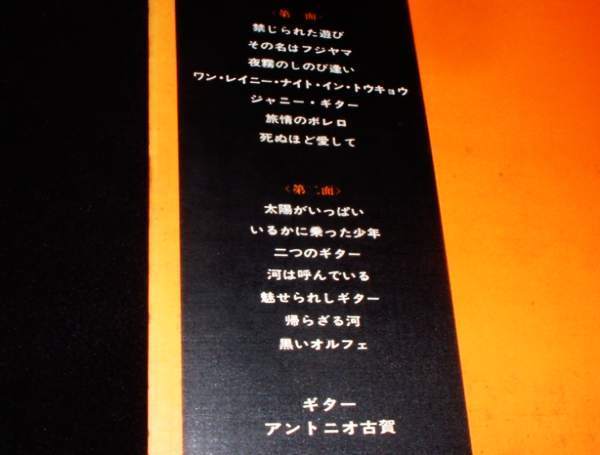 〈第 面〉
禁じられた遊び
その名はフジヤマ
夜霧のしのび逢い
ワン・レイニー・ナイト・イン・トウキョウ
ジャニー・ギター
旅情のボレロ
死ぬほど愛して
〈第二面〉
太陽がいっぱい
いるかに乗った少年
二つのギター
河は呼んでいる
魅せられしギター
帰らざる河
黒いオルフェ
ギター
アントニオ古賀